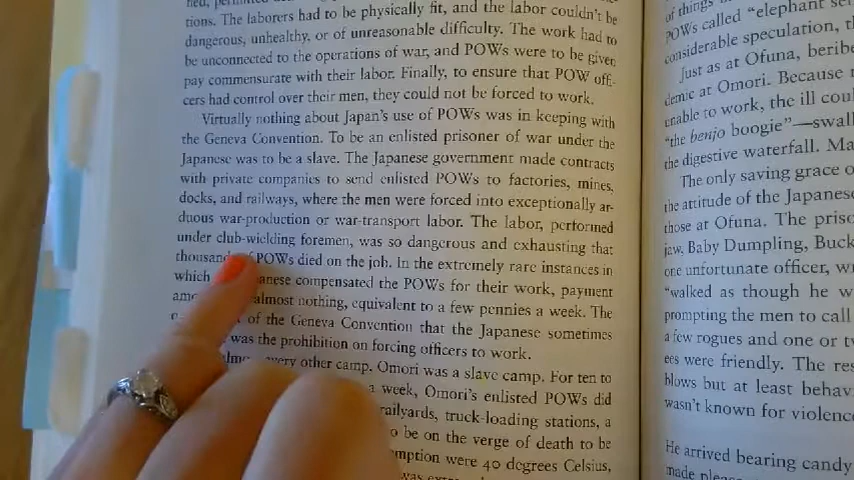 tions. The laborers had to be physically fit, and the labor couldn't be
dangerous, unhealthy, or of unreasonable difficulty. The work had to
be unconnected to the operations of war, and POWs were to be given
pay commensurate with their labor. Finally, to ensure that POW offi-
cers had control over their men, they could not be forced to work.
Virtually nothing about Japan's use of POWs was in keeping with
the Geneva Convention. To be an enlisted prisoner of war under the
Japanese was to be a slave. The Japanese government made contracts
with private companies to send enlisted POWs to factories, mines,
docks, and railways, where the men were forced into exceptionally ar-
duous war-production or war-transport labor. The labor, performed
under club-wielding foremen, was so dangerous and exhausting that
thousands of POWs died on the job. In the extremely rare instances in
which compensated the POWs for their work, payment
almost nothing, equivalent to a few pennies a week. The
of the Geneva Convention that the Japanese sometimes
was the prohibition on forcing officers to work.
every other camp, Omori was a slave camp. For ten to
a week, Omori's enlisted POWs did
railyards, truck-loading stations, a
to be on the verge of death to be
were 40 degrees Celsius,
of things
POWs called "elephant
considerable speculation,
Just as at Ofuna,
demic at Omori. Because
unable to work, the ill
"the benjo boogie"—
the digestive waterfall.
The only saving grace
the attitude of the Japanese
those at Ofuna. The
jaw, Baby Dumpling,
one unfortunate officer,
"walked as though he
prompting the men to call
a few rogues and one or
ees were friendly. The
blows but at least
wasn't known for
He arrived bearing candy
made